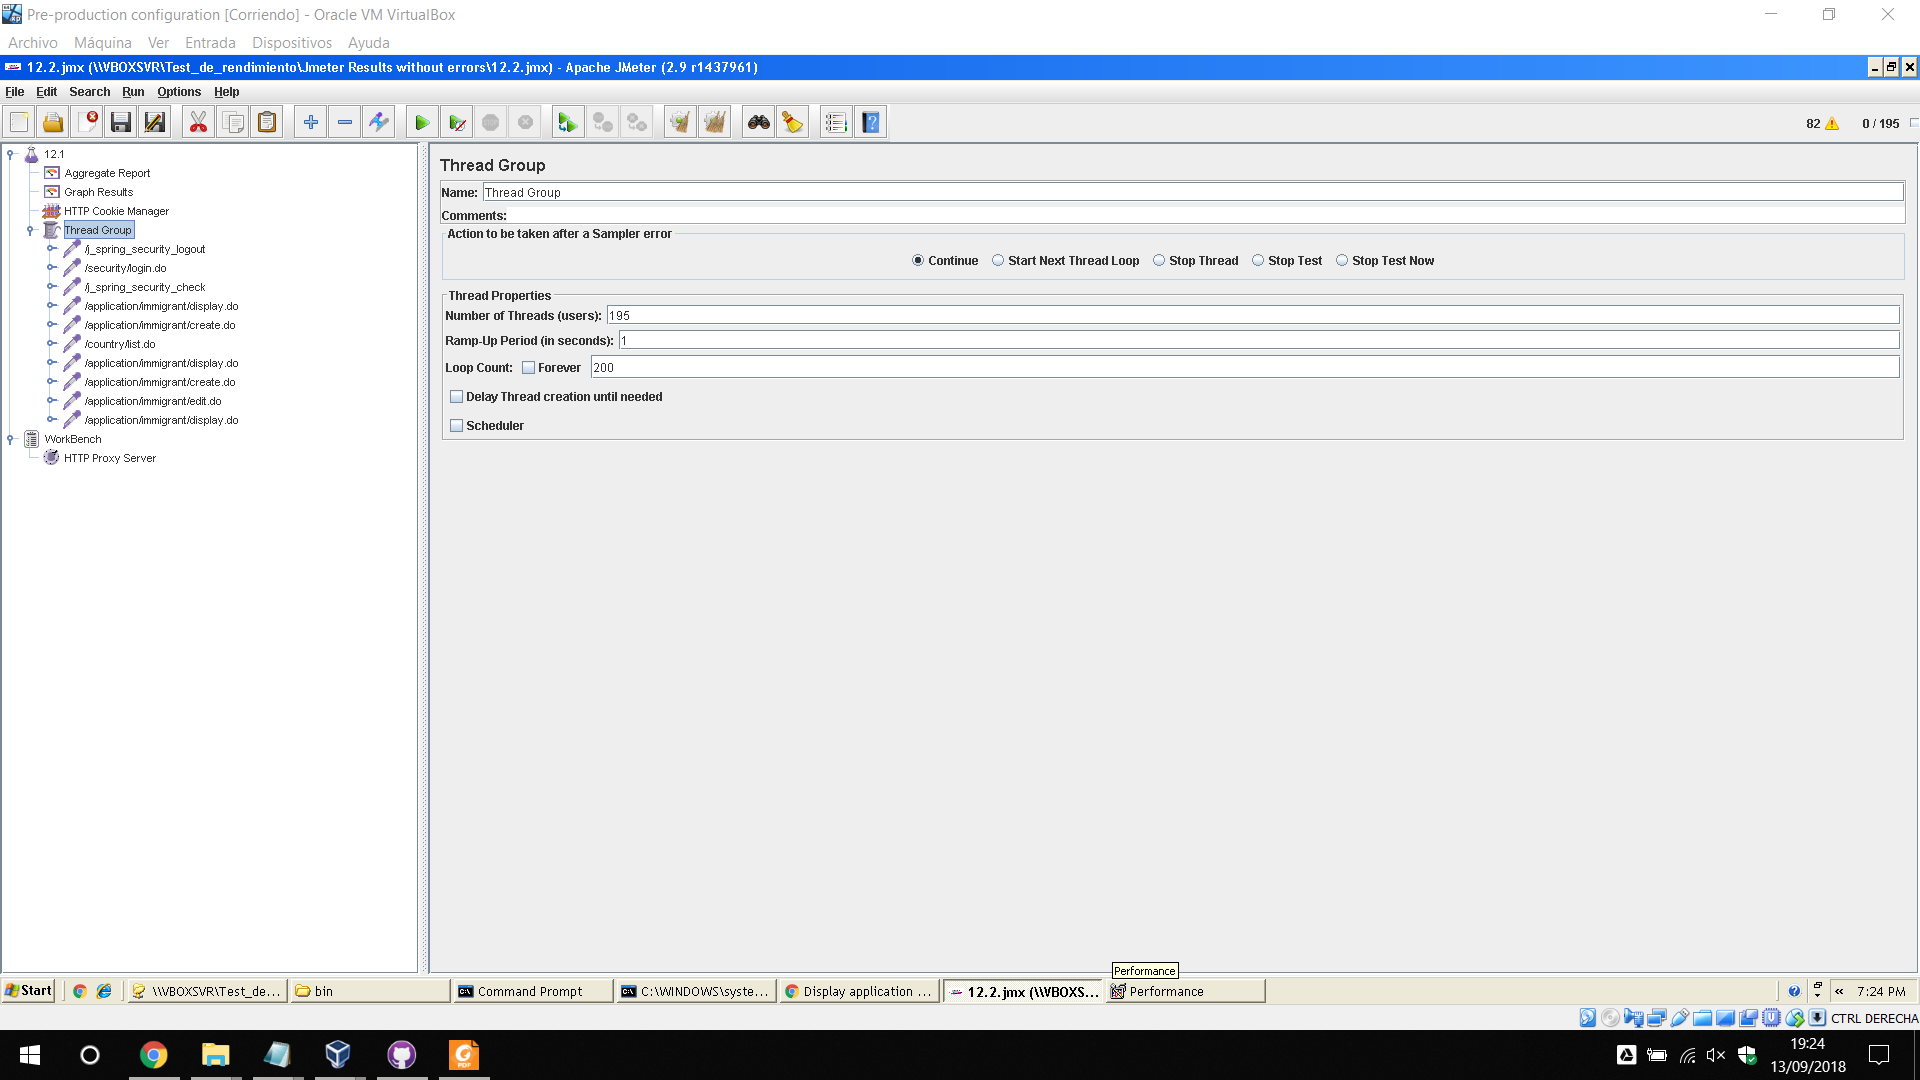 Pre-production configuration [Corriendo] - Oracle VM VirtualBox
Archivo Máquina Ver Entrada Dispositivos Ayuda
12.2.jmx (\\VBOXSVR\Test_de_rendimiento\Jmeter Results without errors\12.2.jmx) - Apache JMeter (2.9 r1437961)
File Edit Search Run Options Help
82 0 / 195
12.1
Aggregate Report
Graph Results
HTTP Cookie Manager
Thread Group
/j_spring_security_logout
/security/login.do
/j_spring_security_check
/application/immigrant/display.do
/application/immigrant/create.do
/country/list.do
/application/immigrant/display.do
/application/immigrant/create.do
/application/immigrant/edit.do
/application/immigrant/display.do
WorkBench
HTTP Proxy Server
Thread Group
Name: Thread Group
Comments:
Action to be taken after a Sampler error
Continue Start Next Thread Loop Stop Thread Stop Test Stop Test Now
Thread Properties
Number of Threads (users): 195
Ramp-Up Period (in seconds): 1
Loop Count: Forever 200
Delay Thread creation until needed
Scheduler
Performance
Start \\VBOXSVR\Test_de... bin Command Prompt C:\WINDOWS\syste... Display application ... 12.2.jmx (\\VBOXS... Performance « 7:24 PM
CTRL DERECHA
19:24
13/09/2018